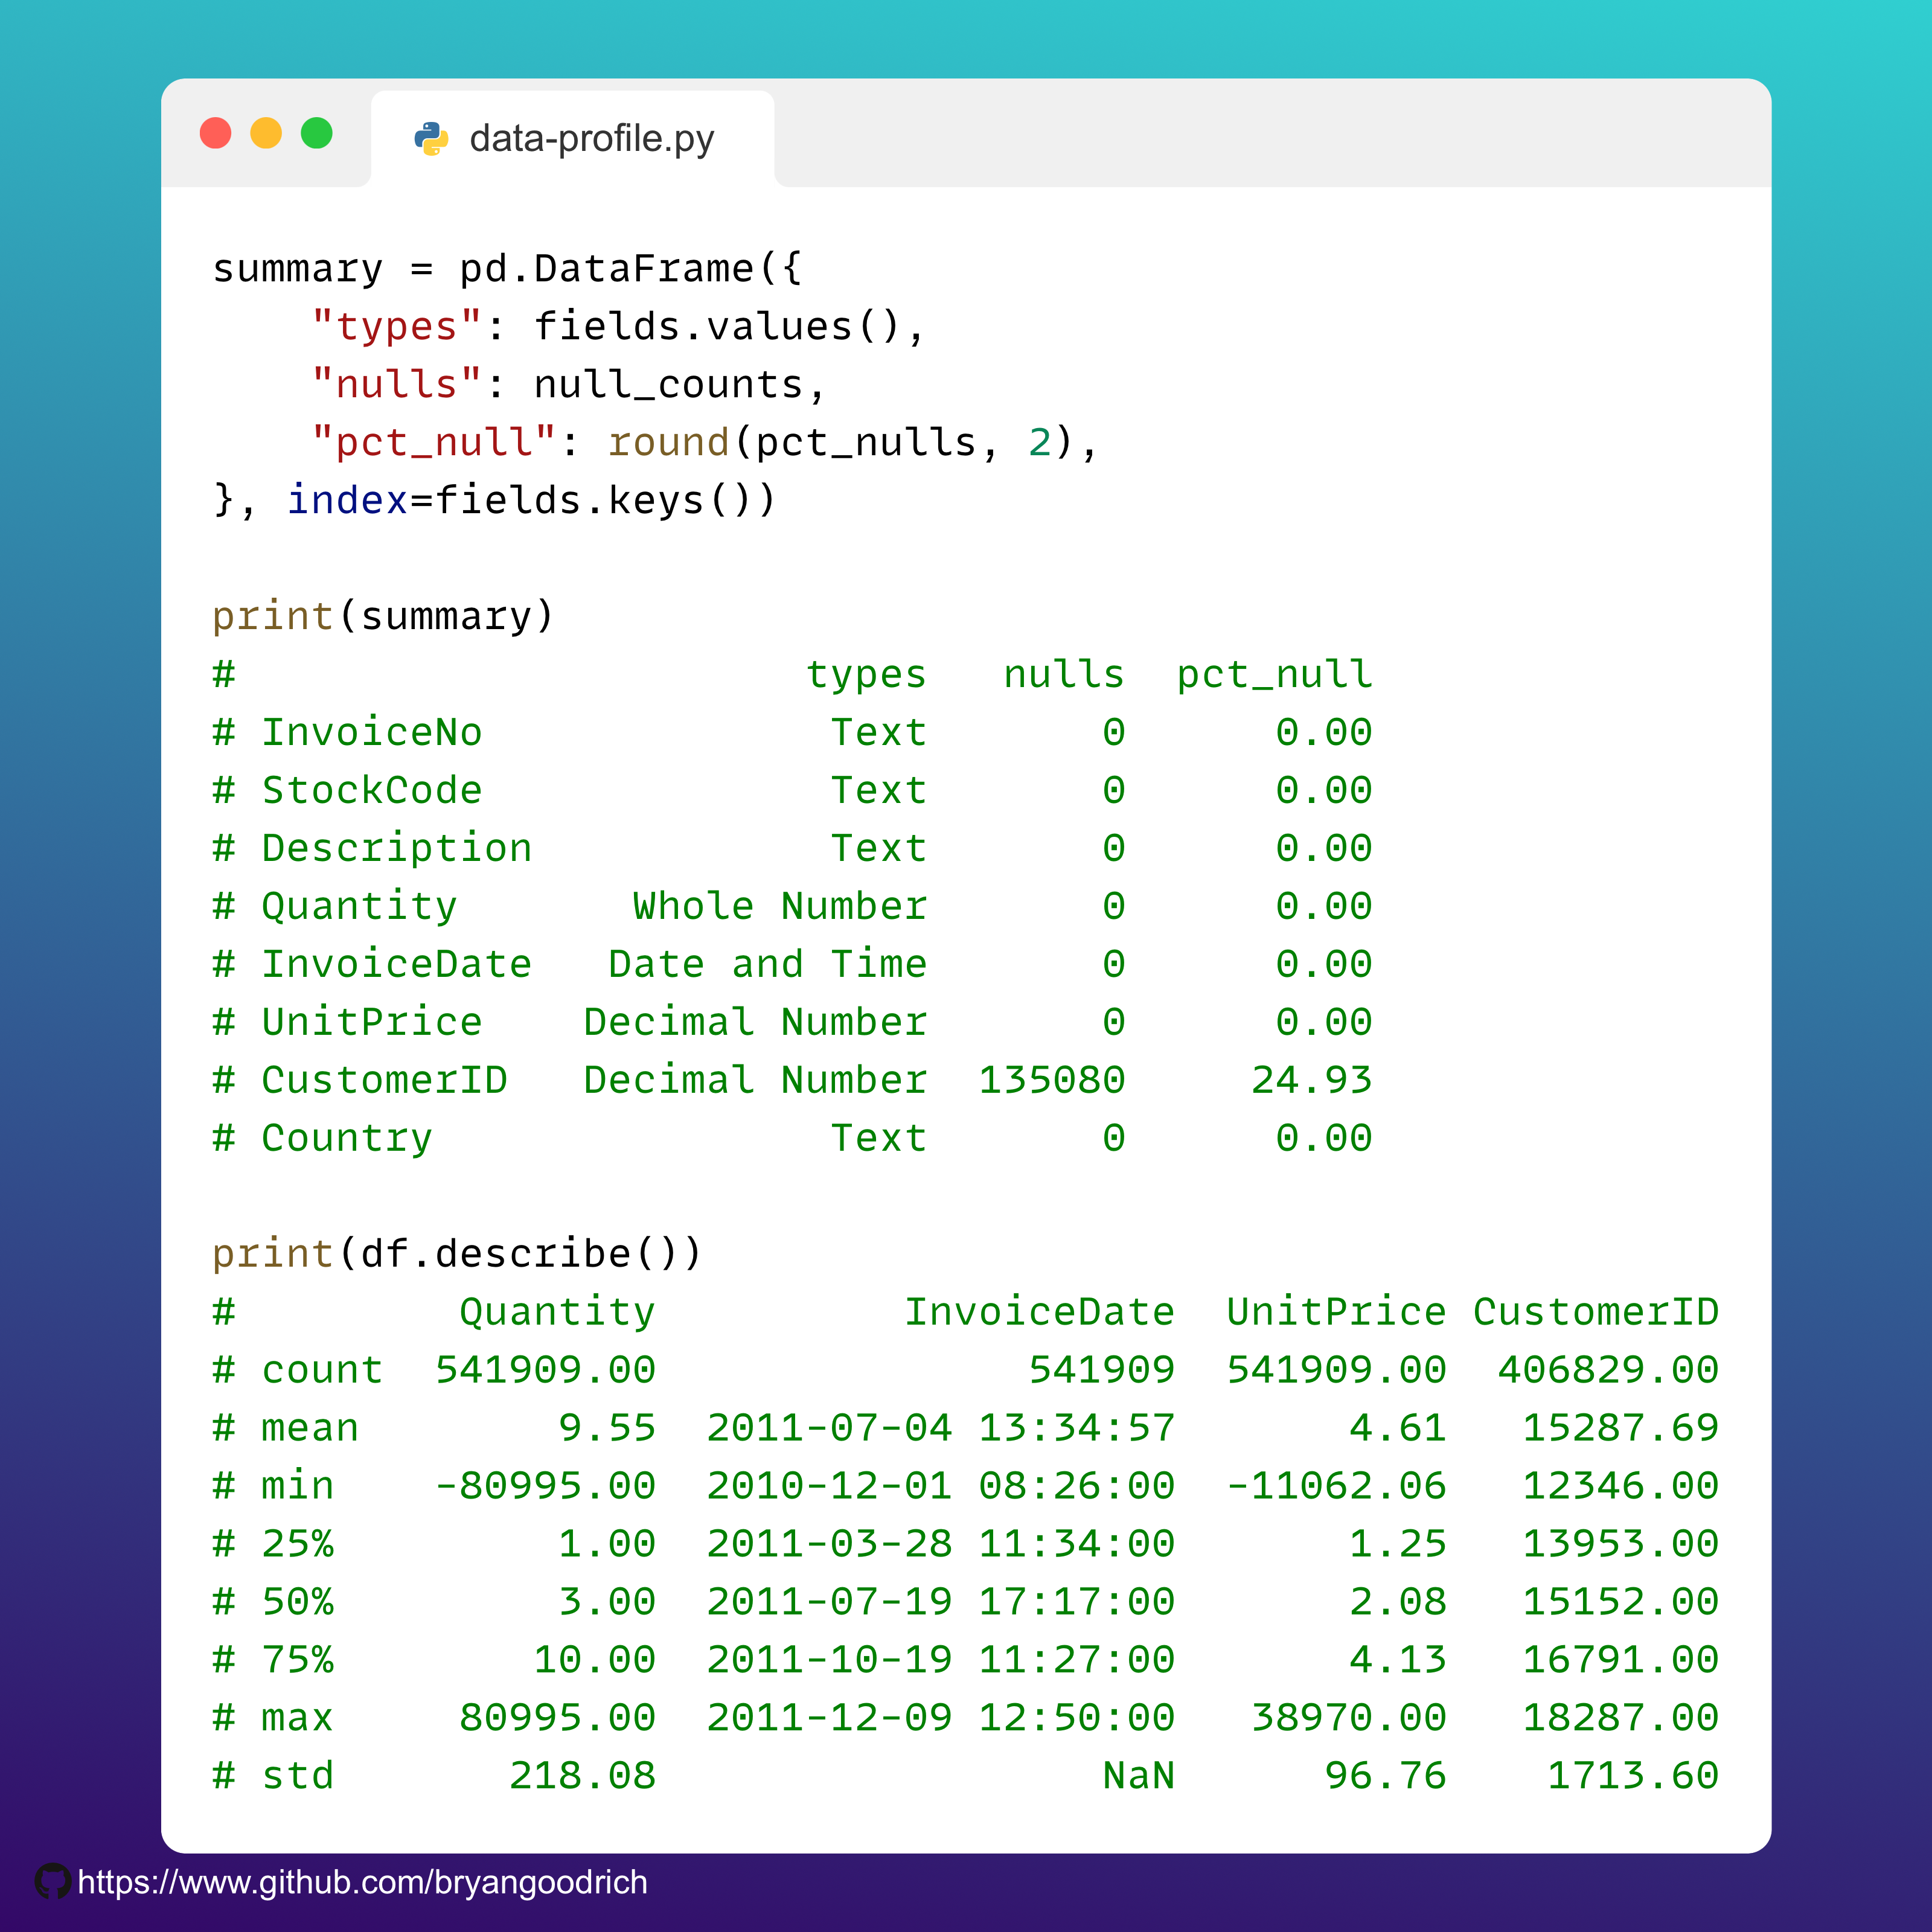 data-profile.py
summary = pd.DataFrame({
    "types": fields.values(),
    "nulls": null_counts,
    "pct_null": round(pct_nulls, 2),
}, index=fields.keys())

print(summary)
#                       types   nulls  pct_null
# InvoiceNo              Text       0      0.00
# StockCode              Text       0      0.00
# Description            Text       0      0.00
# Quantity       Whole Number       0      0.00
# InvoiceDate   Date and Time       0      0.00
# UnitPrice    Decimal Number       0      0.00
# CustomerID   Decimal Number  135080     24.93
# Country                Text       0      0.00

print(df.describe())
#         Quantity          InvoiceDate  UnitPrice CustomerID
# count  541909.00               541909  541909.00  406829.00
# mean        9.55  2011-07-04 13:34:57       4.61   15287.69
# min    -80995.00  2010-12-01 08:26:00  -11062.06   12346.00
# 25%         1.00  2011-03-28 11:34:00       1.25   13953.00
# 50%         3.00  2011-07-19 17:17:00       2.08   15152.00
# 75%        10.00  2011-10-19 11:27:00       4.13   16791.00
# max     80995.00  2011-12-09 12:50:00   38970.00   18287.00
# std       218.08                  NaN      96.76    1713.60
https://www.github.com/bryangoodrich